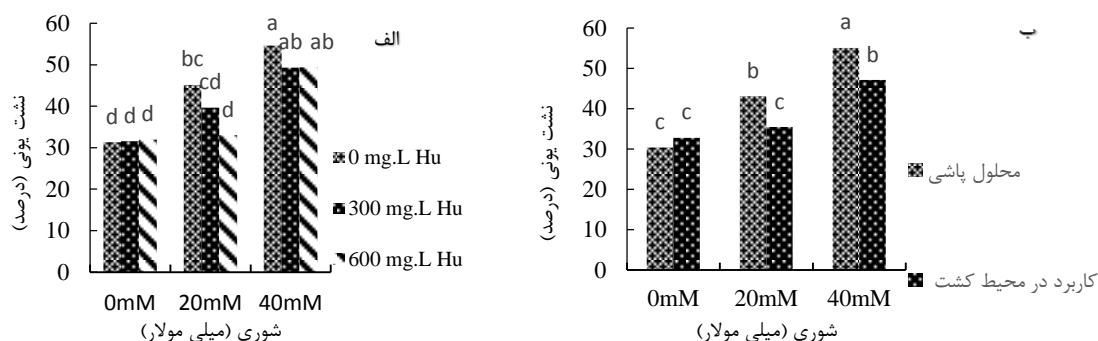 الف
نشت یونی (درصد)
60
50
40
30
20
10
0
d d d
bc cd d
a ab ab
0mM 20mM 40mM
شوری (میلی مولار)
0 mg.L Hu
300 mg.L Hu
600 mg.L Hu
ب
نشت یونی (درصد)
60
50
40
30
20
10
0
c c
b c
a b
0mM 20mM 40mM
شوری (میلی مولار)
محلول پاشی
کاربرد در محیط کشت